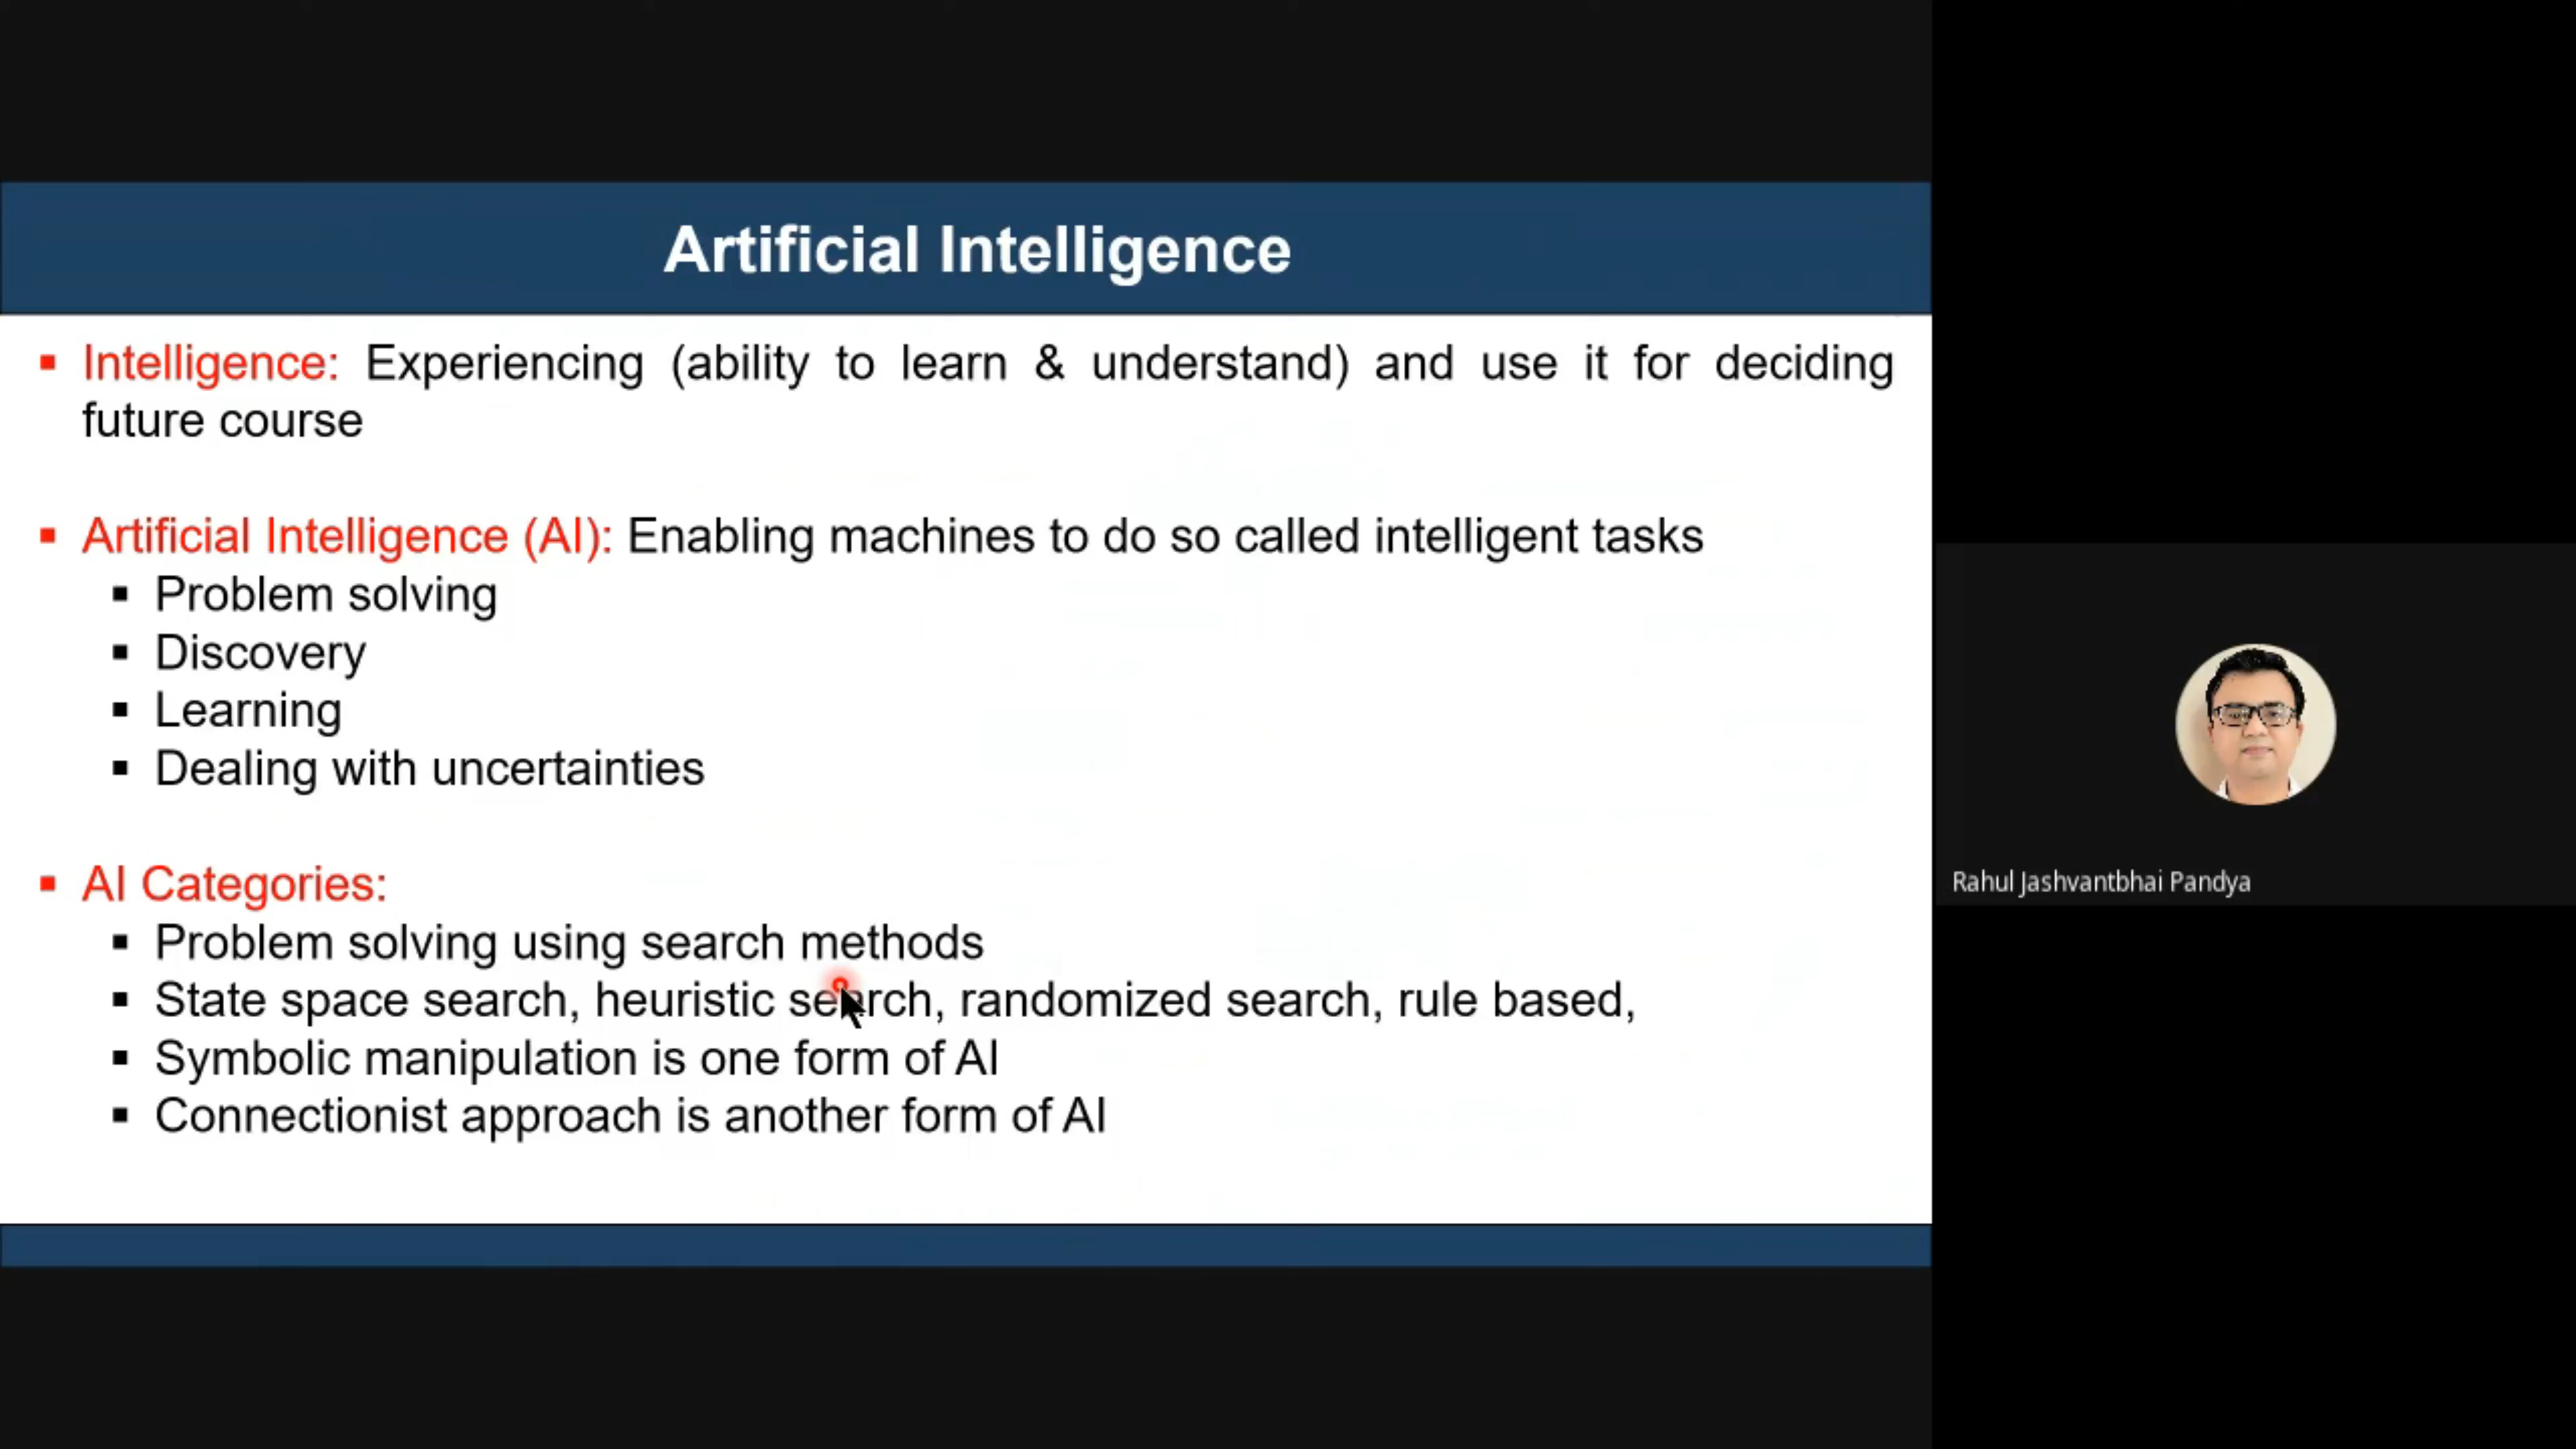 Artificial Intelligence
Intelligence: Experiencing (ability to learn & understand) and use it for deciding
future course
Artificial Intelligence (AI): Enabling machines to do so called intelligent tasks
Problem solving
Discovery
Learning
Dealing with uncertainties
AI Categories:
Problem solving using search methods
State space search, heuristic search, randomized search, rule based,
Symbolic manipulation is one form of AI
Connectionist approach is another form of AI
Rahul Jashvantbhai Pandya